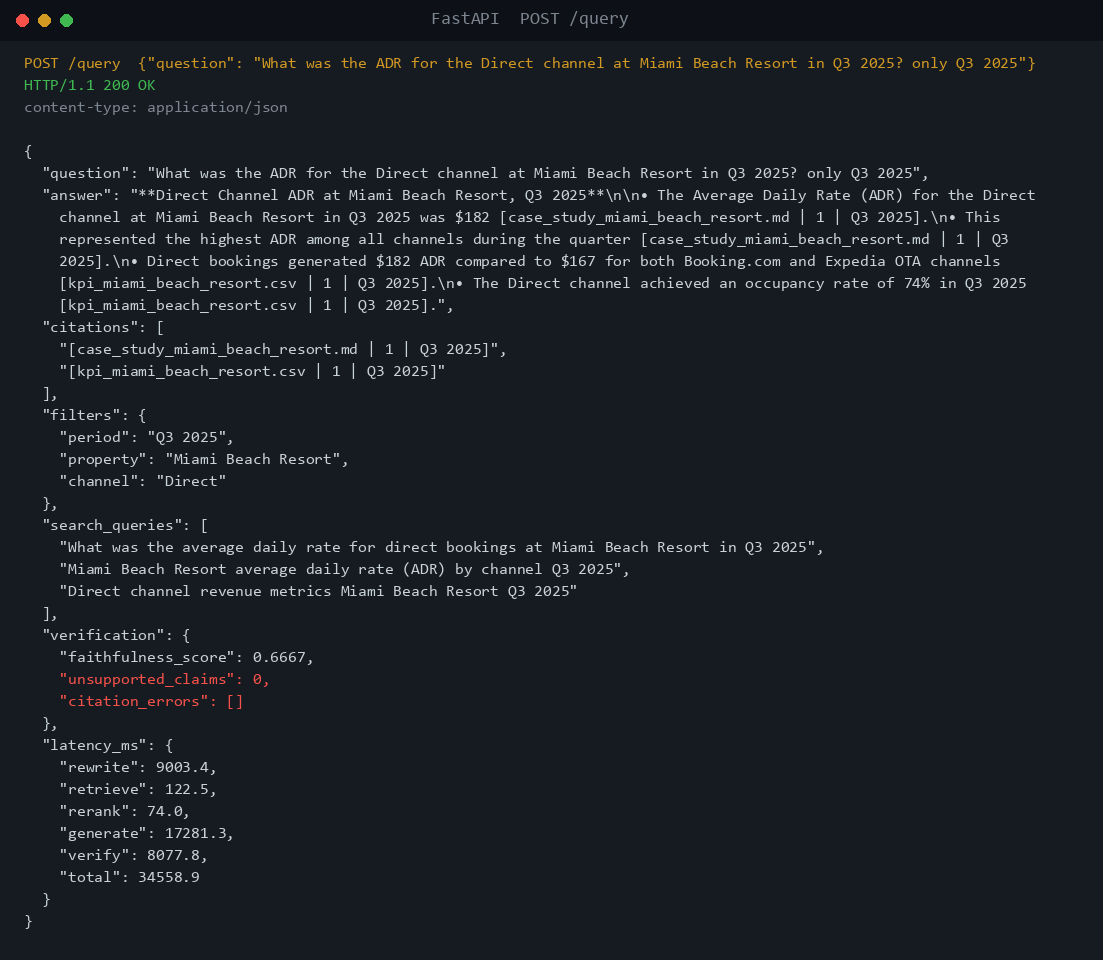 FastAPI  POST /query
POST /query  {"question": "What was the ADR for the Direct channel at Miami Beach Resort in Q3 2025? only Q3 2025"}
HTTP/1.1 200 OK
content-type: application/json
{
  "question": "What was the ADR for the Direct channel at Miami Beach Resort in Q3 2025? only Q3 2025",
  "answer": "**Direct Channel ADR at Miami Beach Resort, Q3 2025**\n\n• The Average Daily Rate (ADR) for the Direct
    channel at Miami Beach Resort in Q3 2025 was $182 [case_study_miami_beach_resort.md | 1 | Q3 2025].\n• This
    represented the highest ADR among all channels during the quarter [case_study_miami_beach_resort.md | 1 | Q3
    2025].\n• Direct bookings generated $182 ADR compared to $167 for both Booking.com and Expedia OTA channels
    [kpi_miami_beach_resort.csv | 1 | Q3 2025].\n• The Direct channel achieved an occupancy rate of 74% in Q3 2025
    [kpi_miami_beach_resort.csv | 1 | Q3 2025].",
  "citations": [
    "[case_study_miami_beach_resort.md | 1 | Q3 2025]",
    "[kpi_miami_beach_resort.csv | 1 | Q3 2025]"
  ],
  "filters": {
    "period": "Q3 2025",
    "property": "Miami Beach Resort",
    "channel": "Direct"
  },
  "search_queries": [
    "What was the average daily rate for direct bookings at Miami Beach Resort in Q3 2025",
    "Miami Beach Resort average daily rate (ADR) by channel Q3 2025",
    "Direct channel revenue metrics Miami Beach Resort Q3 2025"
  ],
  "verification": {
    "faithfulness_score": 0.6667,
    "unsupported_claims": 0,
    "citation_errors": []
  },
  "latency_ms": {
    "rewrite": 9003.4,
    "retrieve": 122.5,
    "rerank": 74.0,
    "generate": 17281.3,
    "verify": 8077.8,
    "total": 34558.9
  }
}